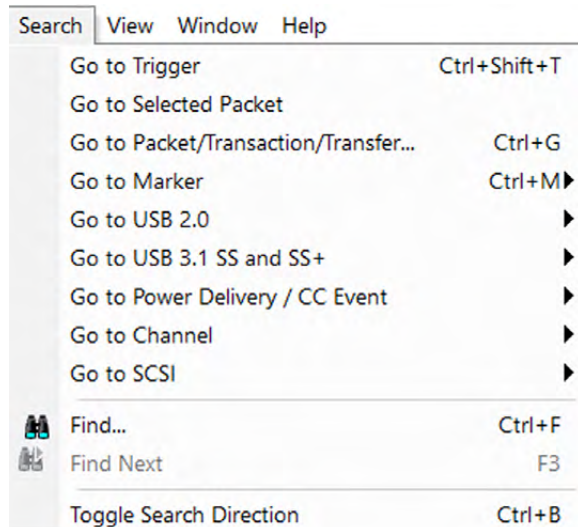 Search View Window Help
Go to Trigger Ctrl+Shift+T
Go to Selected Packet
Go to Packet/Transaction/Transfer... Ctrl+G
Go to Marker Ctrl+M
Go to USB 2.0
Go to USB 3.1 SS and SS+
Go to Power Delivery / CC Event
Go to Channel
Go to SCSI
Find... Ctrl+F
Find Next F3
Toggle Search Direction Ctrl+B